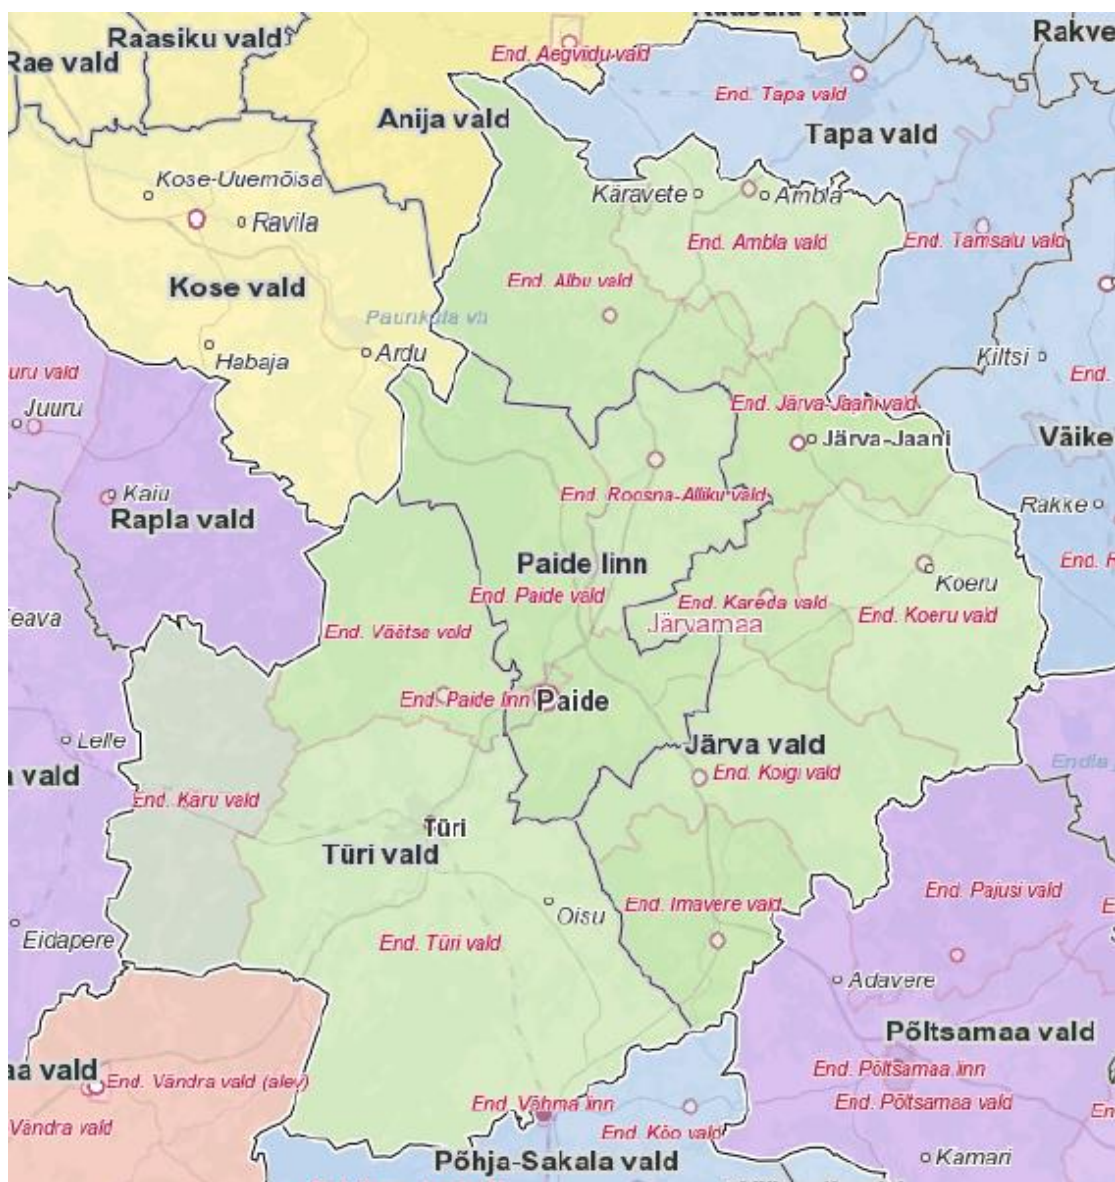 Raasiku vald
Rakve
Rae vald
End. Aegviidu vald
End. Tapa vald
Anija vald
Tapa vald
Kose-Uuemõisa
Käravete
Ambla
Ravila
End. Ambla vald
End. Tamsalu vald
End. Albu vald
Kose vald
Paunküla vh
Ardu
Habaja
Kiltsi
uru vald
End.
Juuru
End. Järva-Jaani vald
Järva-Jaani
Väike
Kaiu
End. Roosna-Alliku vald
Rakke
Rapla vald
Paide linn
End. R
Koeru
End. Paide vald
End. Kareda vald
End. Koeru vald
Järvamaa
End. Väätsa vald
End. Paide linn
Paide
Lelle
Järva vald
Endla
a vald
End. Koigi vald
End. Käru vald
Türi
Türi vald
End. Pajusi vald
Oisu
End. Imavere vald
Eidapere
End. Türi vald
Adavere
Põltsamaa vald
aa vald
End. Vändra vald (alev)
End. Põltsamaa linn
End. Võhma linn
End. Põltsamaa vald
En
Vändra vald
End. Kõo vald
Põhja-Sakala vald
Kamari